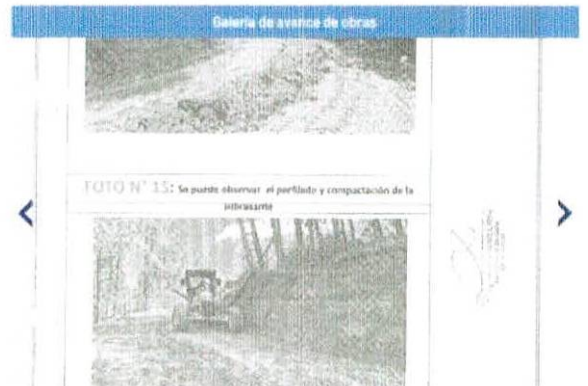 Galería de avance de obras
FOTO N° 15: Se puede observar el perfilado y compactación de la
subrasante